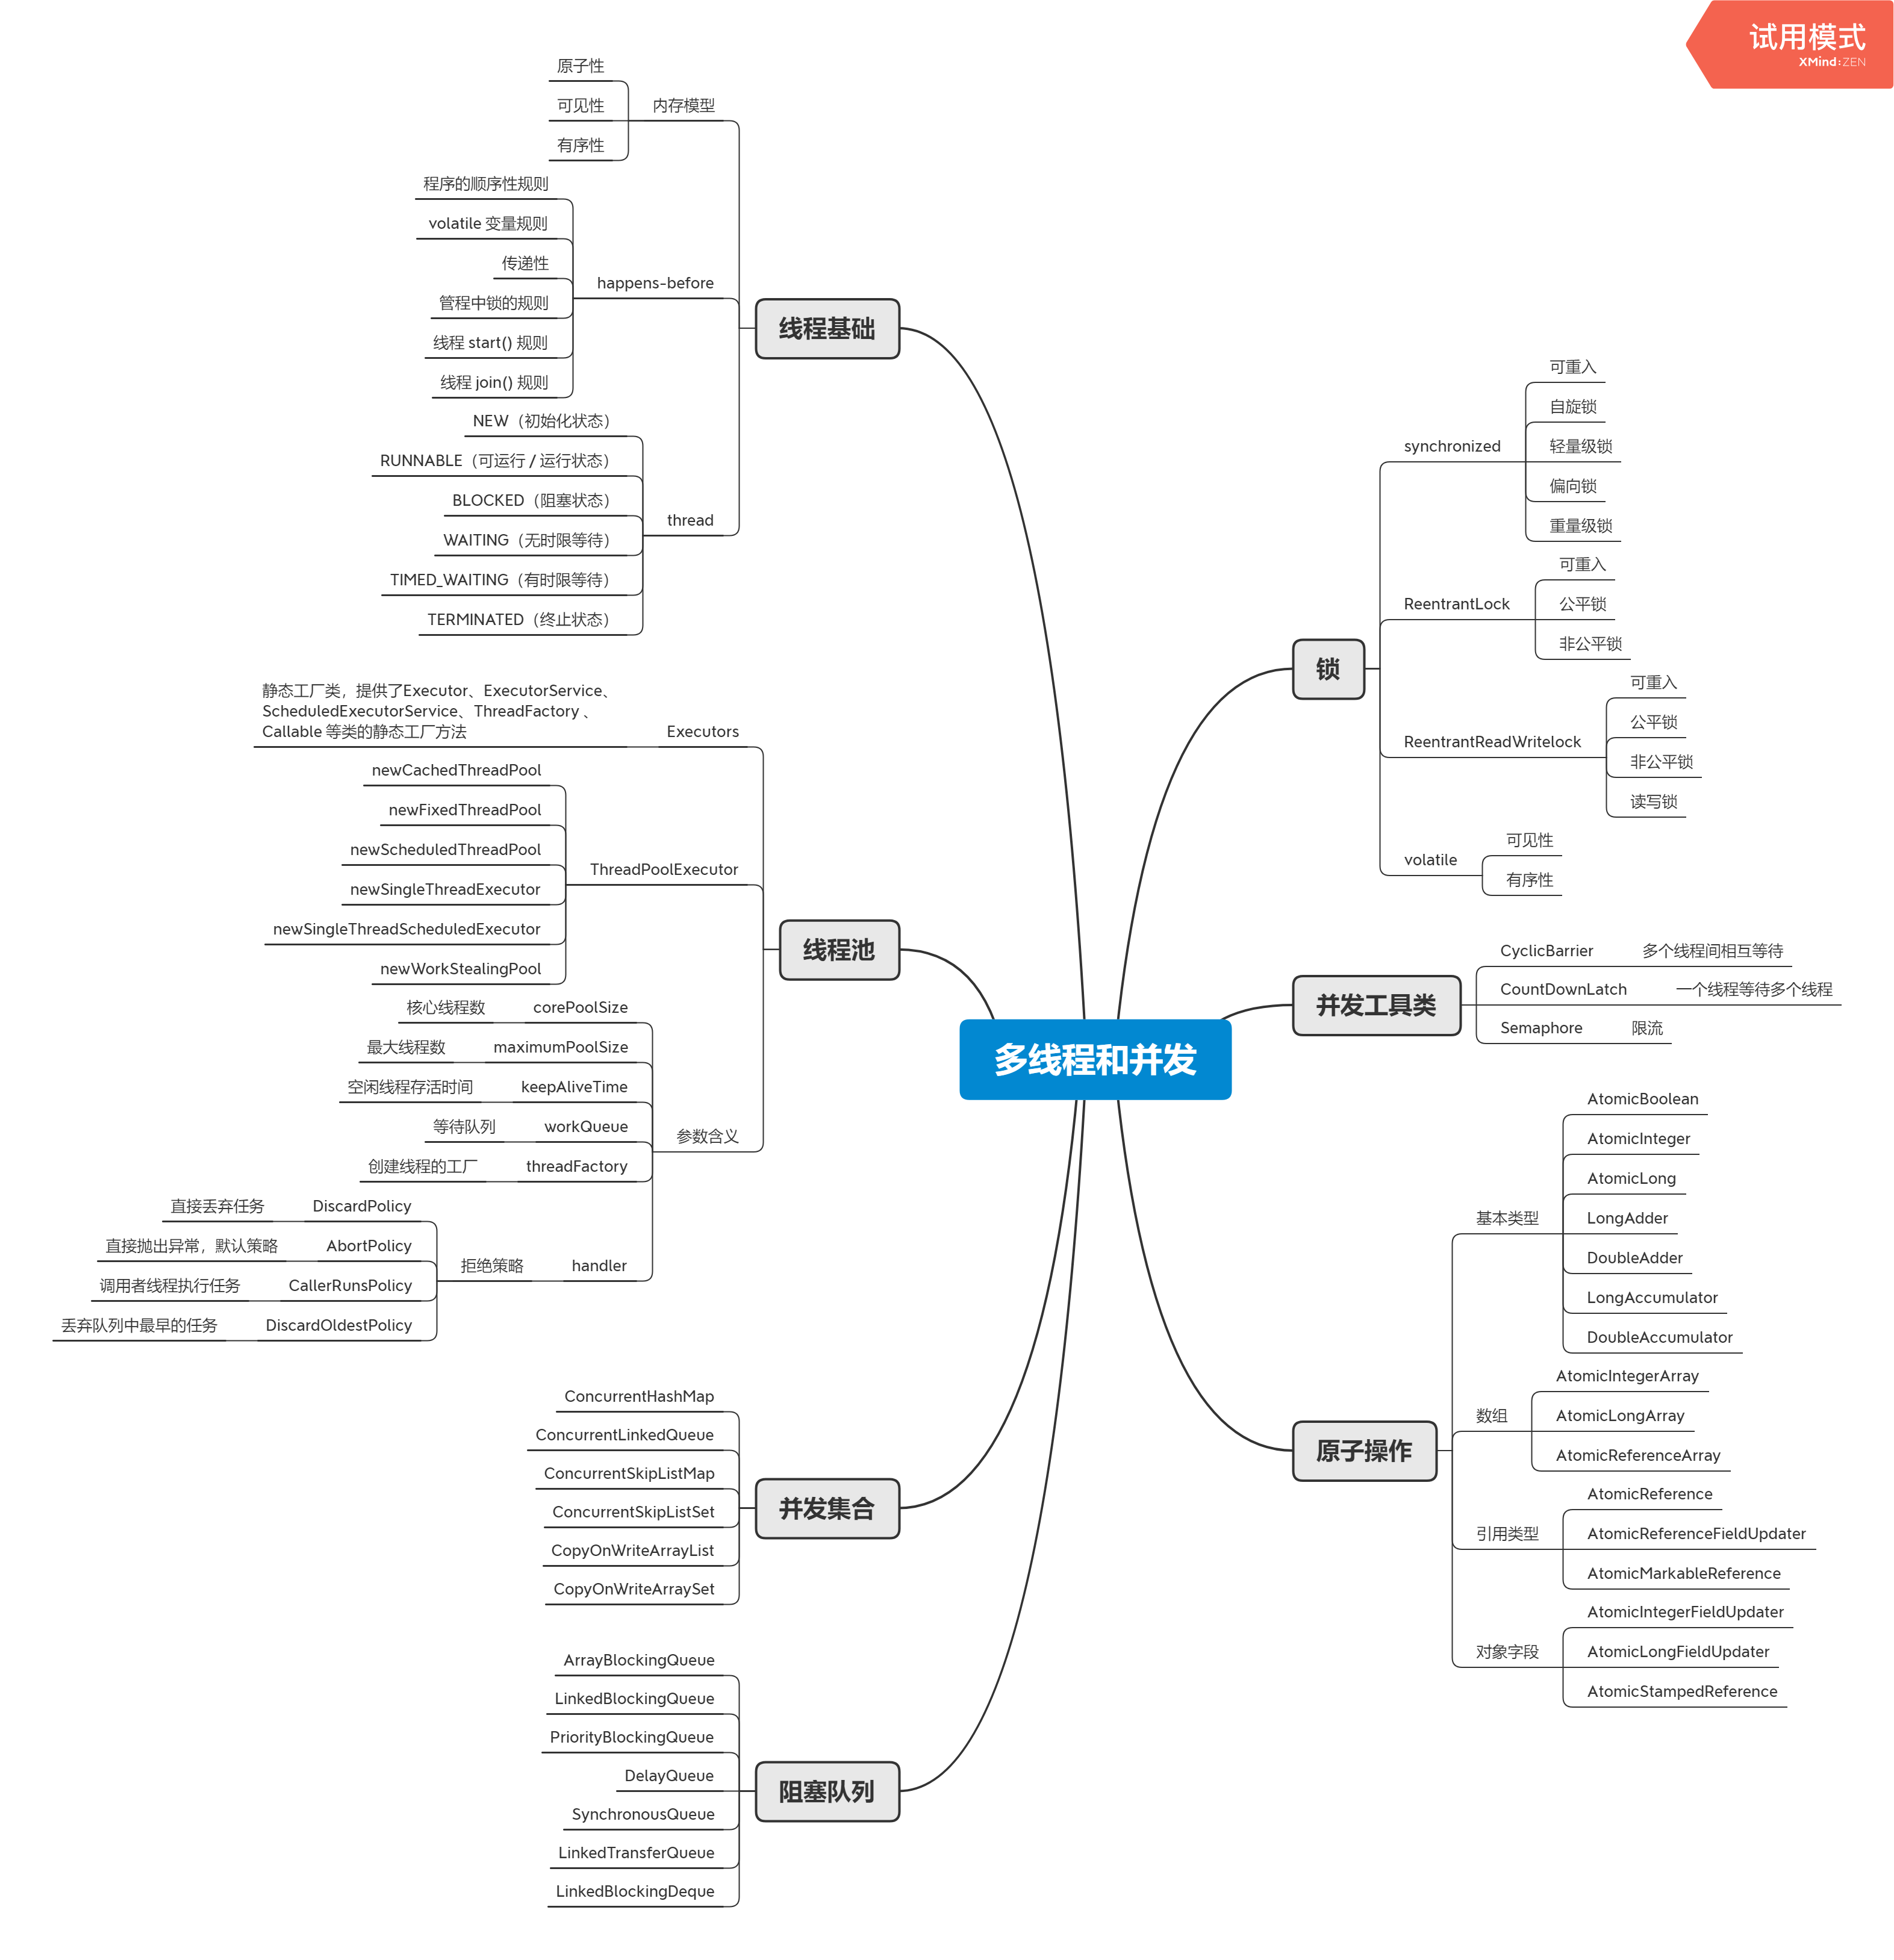 试用模式
XMind:ZEN
多线程和并发
线程基础
内存模型
原子性
可见性
有序性
happens-before
程序的顺序性规则
volatile 变量规则
传递性
管程中锁的规则
线程 start() 规则
线程 join() 规则
thread
NEW（初始化状态）
RUNNABLE（可运行 / 运行状态）
BLOCKED（阻塞状态）
WAITING（无时限等待）
TIMED_WAITING（有时限等待）
TERMINATED（终止状态）
线程池
Executors
静态工厂类，提供了Executor、ExecutorService、
ScheduledExecutorService、ThreadFactory 、
Callable 等类的静态工厂方法
ThreadPoolExecutor
newCachedThreadPool
newFixedThreadPool
newScheduledThreadPool
newSingleThreadExecutor
newSingleThreadScheduledExecutor
newWorkStealingPool
参数含义
corePoolSize
核心线程数
maximumPoolSize
最大线程数
keepAliveTime
空闲线程存活时间
workQueue
等待队列
threadFactory
创建线程的工厂
handler
拒绝策略
DiscardPolicy
直接丢弃任务
AbortPolicy
直接抛出异常，默认策略
CallerRunsPolicy
调用者线程执行任务
DiscardOldestPolicy
丢弃队列中最早的任务
并发集合
ConcurrentHashMap
ConcurrentLinkedQueue
ConcurrentSkipListMap
ConcurrentSkipListSet
CopyOnWriteArrayList
CopyOnWriteArraySet
阻塞队列
ArrayBlockingQueue
LinkedBlockingQueue
PriorityBlockingQueue
DelayQueue
SynchronousQueue
LinkedTransferQueue
LinkedBlockingDeque
锁
synchronized
可重入
自旋锁
轻量级锁
偏向锁
重量级锁
ReentrantLock
可重入
公平锁
非公平锁
ReentrantReadWritelock
可重入
公平锁
非公平锁
读写锁
volatile
可见性
有序性
并发工具类
CyclicBarrier
多个线程间相互等待
CountDownLatch
一个线程等待多个线程
Semaphore
限流
原子操作
基本类型
AtomicBoolean
AtomicInteger
AtomicLong
LongAdder
DoubleAdder
LongAccumulator
DoubleAccumulator
数组
AtomicIntegerArray
AtomicLongArray
AtomicReferenceArray
引用类型
AtomicReference
AtomicReferenceFieldUpdater
AtomicMarkableReference
对象字段
AtomicIntegerFieldUpdater
AtomicLongFieldUpdater
AtomicStampedReference